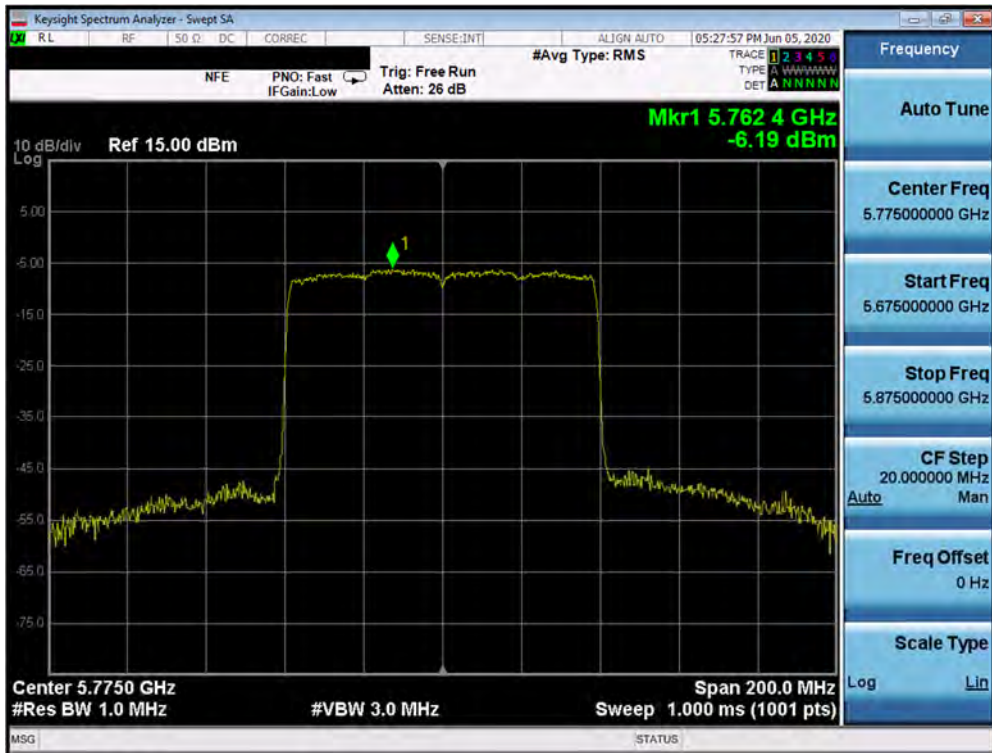 Keysight Spectrum Analyzer - Swept SA
LXI RL RF 50 Ω DC CORREC SENSE:INT ALIGN AUTO 05:27:57 PM Jun 05, 2020
#Avg Type: RMS TRACE 1 2 3 4 5 6
NFE PNO: Fast Trig: Free Run TYPE A WWWWW
IFGain:Low Atten: 26 dB DET A N N N N N
Mkr1 5.762 4 GHz
-6.19 dBm
10 dB/div Ref 15.00 dBm
Log
1
5.00
-5.00
-15.0
-25.0
-35.0
-45.0
-55.0
-65.0
-75.0
Center 5.7750 GHz Span 200.0 MHz
#Res BW 1.0 MHz #VBW 3.0 MHz Sweep 1.000 ms (1001 pts)
MSG STATUS
Frequency
Auto Tune
Center Freq
5.775000000 GHz
Start Freq
5.675000000 GHz
Stop Freq
5.875000000 GHz
CF Step
20.000000 MHz
Auto Man
Freq Offset
0 Hz
Scale Type
Log Lin